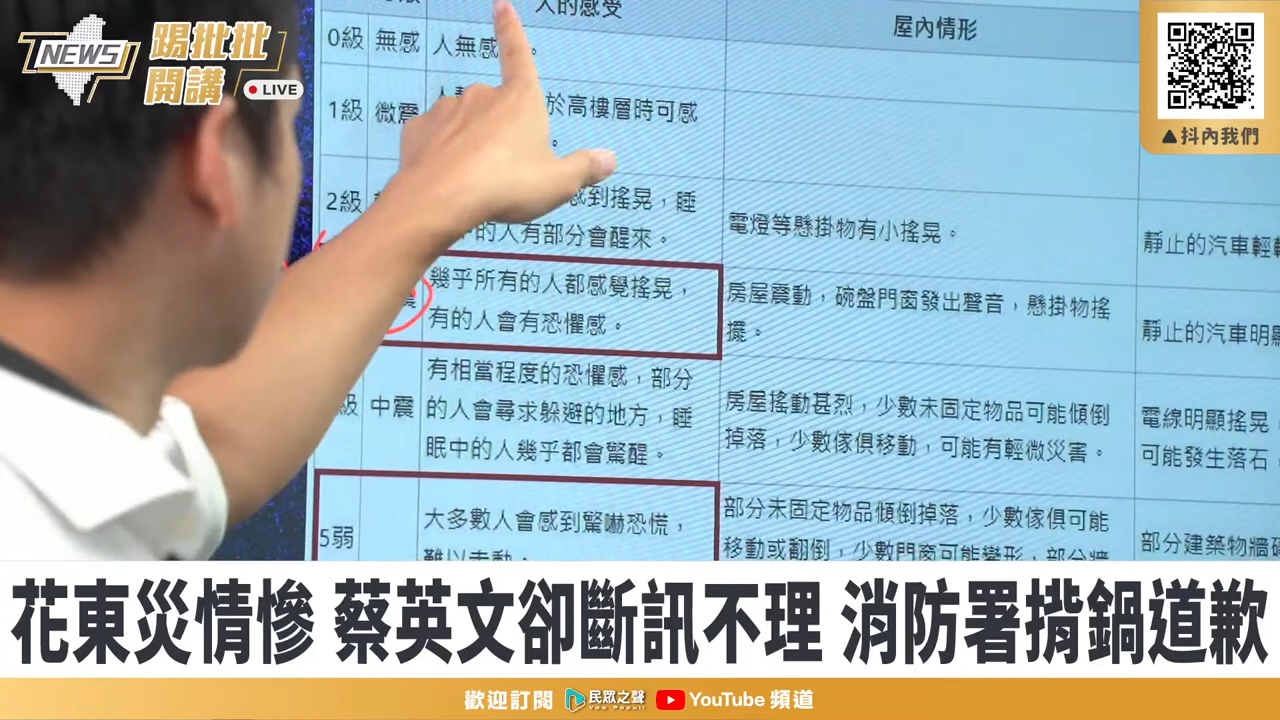 NEWS
踢批批
開講
LIVE
抖內我們
人的感受
屋內情形
0級
無感
人無感
。
1級
微震
於高樓層時可感
。
2級
感到搖晃，睡
中的人有部分會醒來。
電燈等懸掛物有小搖晃。
靜止的汽車輕
幾乎所有的人都感覺搖晃，
有的人會有恐懼感。
房屋震動，碗盤門窗發出聲音，懸掛物搖
擺。
靜止的汽車明
級
中震
有相當程度的恐懼感，部分
的人會尋求躲避的地方，睡
眠中的人幾乎都會驚醒。
房屋搖動甚烈，少數未固定物品可能傾倒
掉落，少數傢俱移動，可能有輕微災害。
電線明顯搖晃，
可能發生落石，
5弱
大多數人會感到驚嚇恐慌，
難以走動。
部分未固定物品傾倒掉落，少數傢俱可能
移動或翻倒，少數門窗可能變形，部分牆
部分建築物牆
花東災情慘 蔡英文卻斷訊不理 消防署揹鍋道歉
歡迎訂閱 民眾之聲 Vox Populi YouTube 頻道